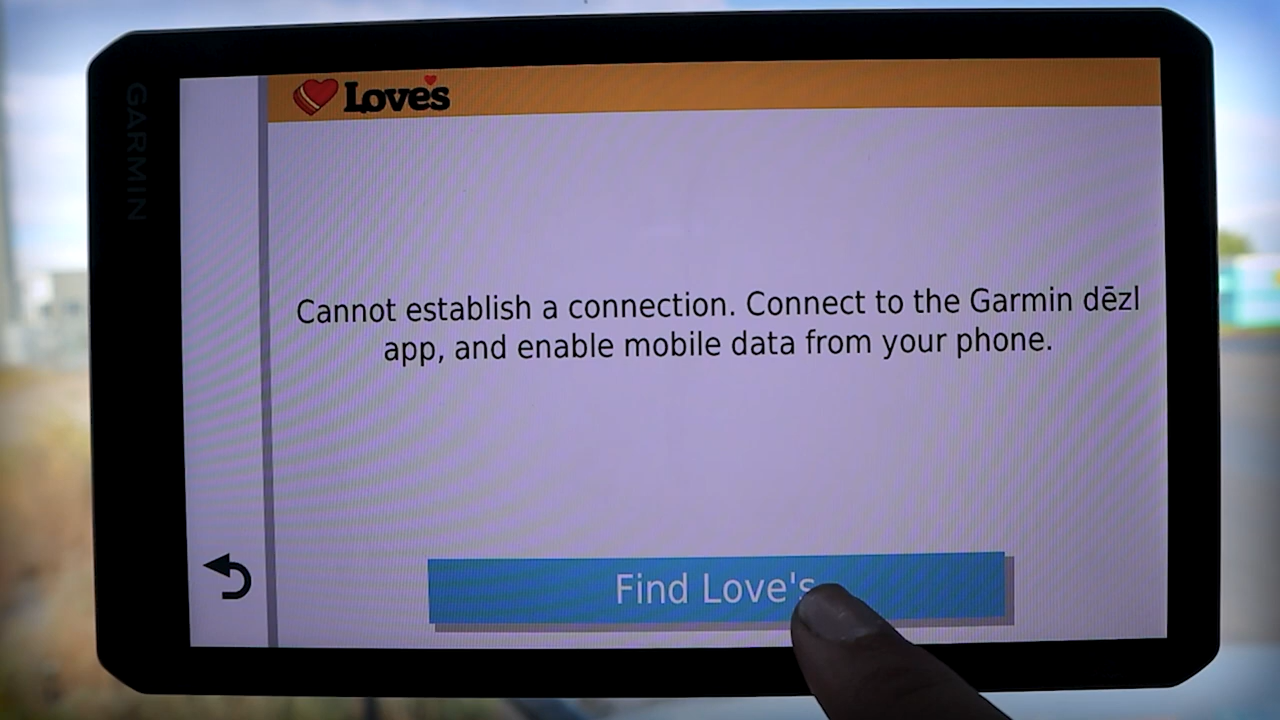 GARMIN
Love's
Cannot establish a connection. Connect to the Garmin dēzl
app, and enable mobile data from your phone.
Find Love's